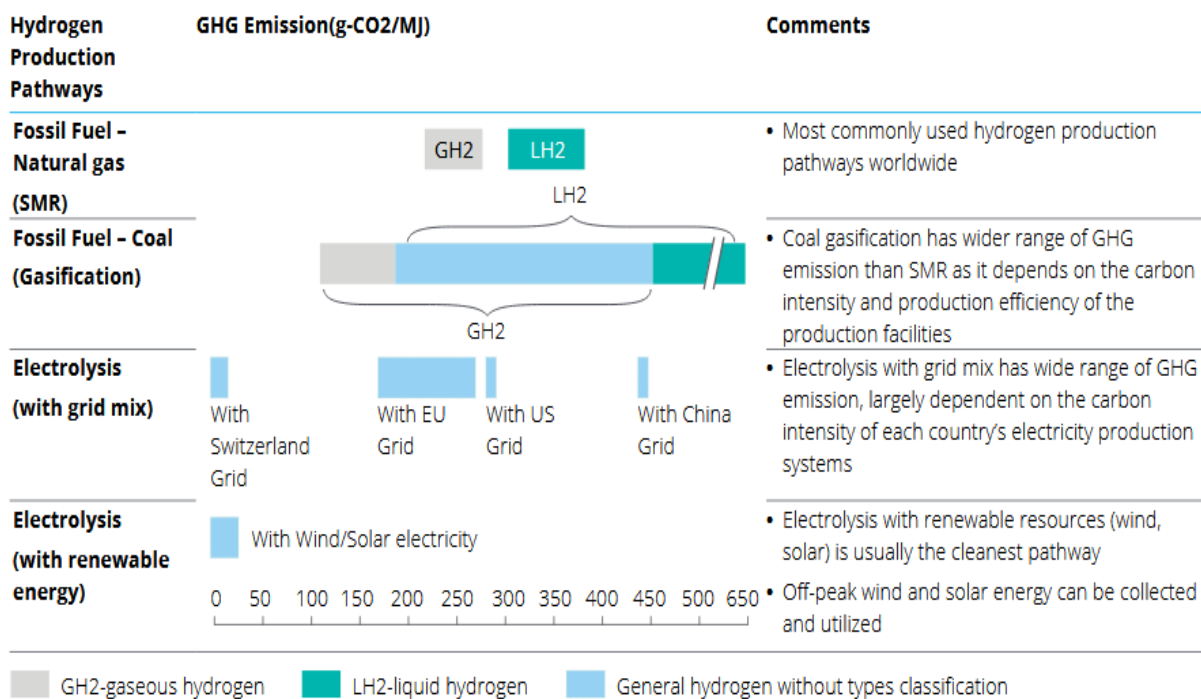 Hydrogen
Production
Pathways
GHG Emission(g-CO2/MJ)
Comments
Fossil Fuel –
Natural gas
(SMR)
GH2
LH2
• Most commonly used hydrogen production
pathways worldwide
LH2
Fossil Fuel – Coal
(Gasification)
GH2
• Coal gasification has wider range of GHG
emission than SMR as it depends on the carbon
intensity and production efficiency of the
production facilities
Electrolysis
(with grid mix)
With
Switzerland
Grid
With EU
Grid
With US
Grid
With China
Grid
• Electrolysis with grid mix has wide range of GHG
emission, largely dependent on the carbon
intensity of each country's electricity production
systems
Electrolysis
(with renewable
energy)
With Wind/Solar electricity
0 50 100 150 200 250 300 350 400 450 500 650
• Electrolysis with renewable resources (wind,
solar) is usually the cleanest pathway
• Off-peak wind and solar energy can be collected
and utilized
GH2-gaseous hydrogen
LH2-liquid hydrogen
General hydrogen without types classification